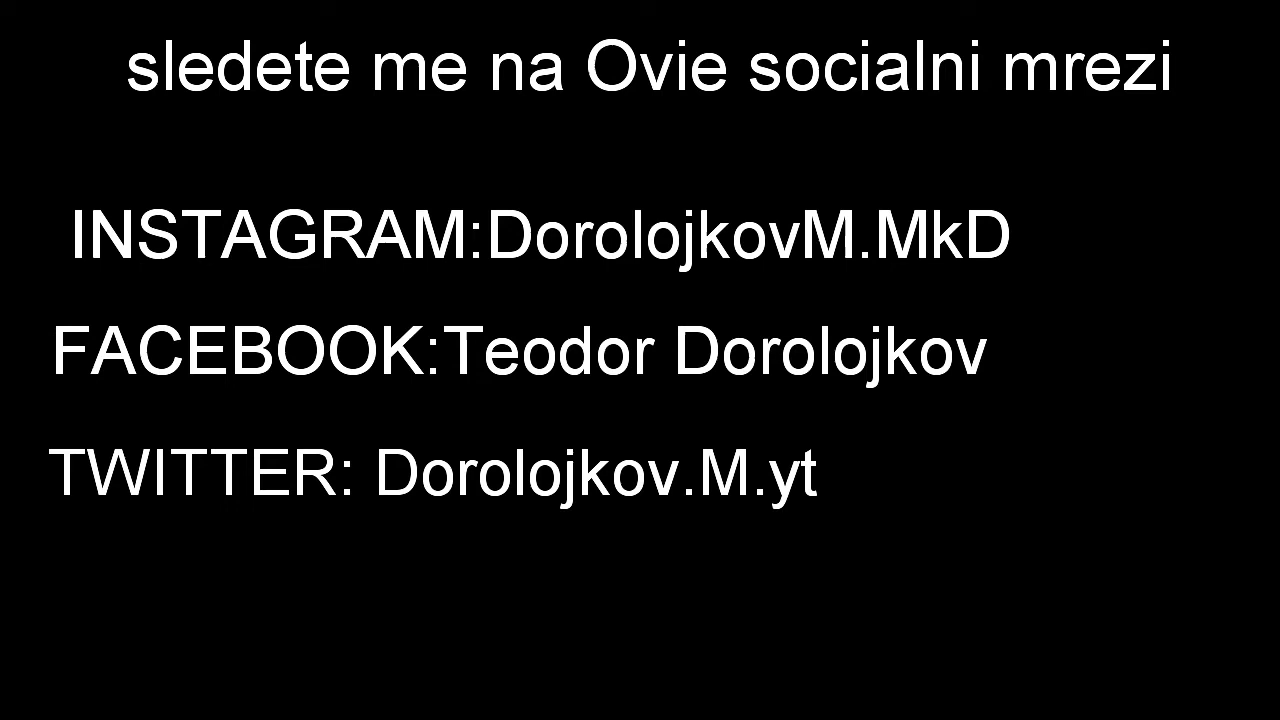 sledete me na Ovie socialni mrezi
INSTAGRAM:DorolojkovM.MkD
FACEBOOK:Teodor Dorolojkov
TWITTER: Dorolojkov.M.yt